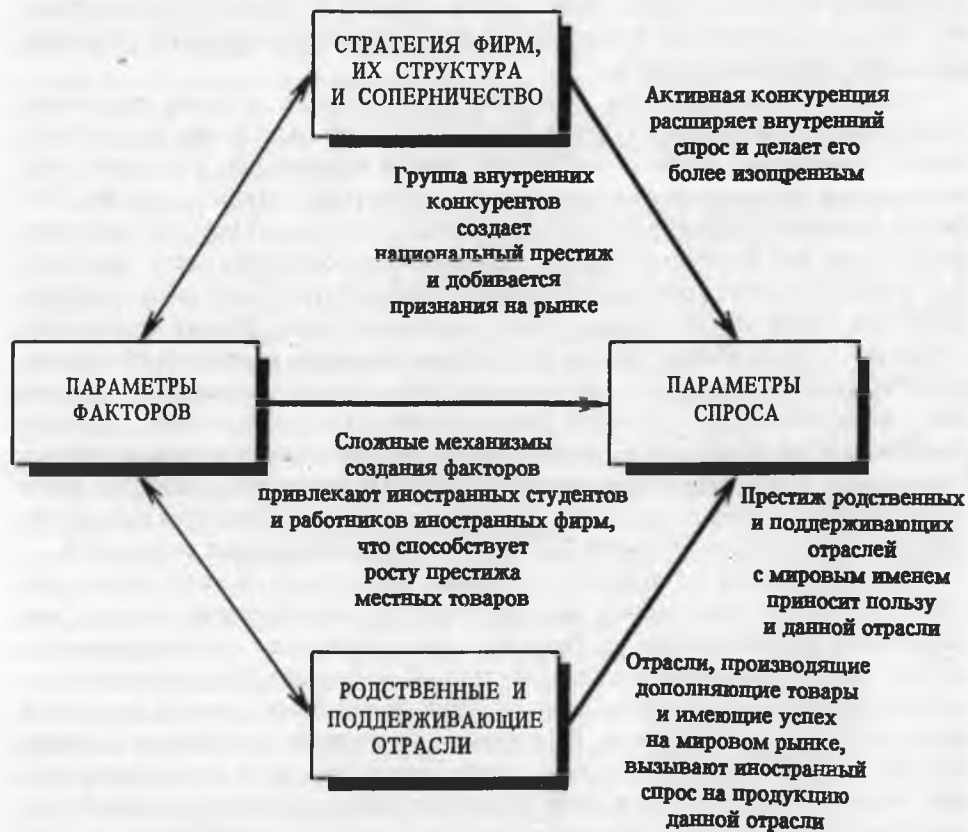 СТРАТЕГИЯ ФИРМ,
ИХ СТРУКТУРА
И СОПЕРНИЧЕСТВО
Активная конкуренция
расширяет внутренний
спрос и делает его
более изощренным
Группа внутренних
конкурентов
создает
национальный престиж
и добивается
признания на рынке
ПАРАМЕТРЫ
ФАКТОРОВ
ПАРАМЕТРЫ
СПРОСА
Сложные механизмы
создания факторов
привлекают иностранных студентов
и работников иностранных фирм,
что способствует
росту престижа
местных товаров
Престиж родственных
и поддерживающих
отраслей
с мировым именем
приносит пользу
и данной отрасли
РОДСТВЕННЫЕ И
ПОДДЕРЖИВАЮЩИЕ
ОТРАСЛИ
Отрасли, производящие
дополняющие товары
и имеющие успех
на мировом рынке,
вызывают иностранный
спрос на продукцию
данной отрасли